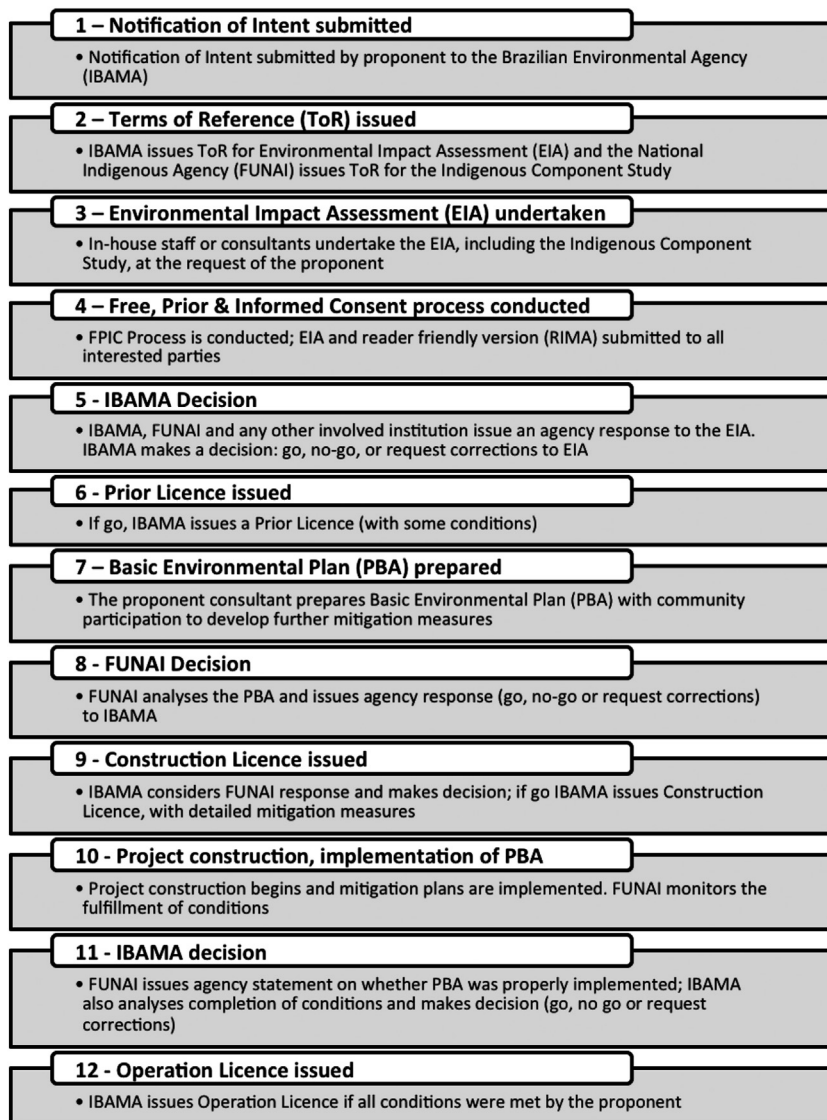 1 – Notification of Intent submitted
• Notification of Intent submitted by proponent to the Brazilian Environmental Agency
(IBAMA)
2 – Terms of Reference (ToR) issued
• IBAMA issues ToR for Environmental Impact Assessment (EIA) and the National
Indigenous Agency (FUNAI) issues ToR for the Indigenous Component Study
3 – Environmental Impact Assessment (EIA) undertaken
• In-house staff or consultants undertake the EIA, including the Indigenous Component
Study, at the request of the proponent
4 – Free, Prior & Informed Consent process conducted
• FPIC Process is conducted; EIA and reader friendly version (RIMA) submitted to all
interested parties
5 - IBAMA Decision
• IBAMA, FUNAI and any other involved institution issue an agency response to the EIA.
IBAMA makes a decision: go, no-go, or request corrections to EIA
6 - Prior Licence issued
• If go, IBAMA issues a Prior Licence (with some conditions)
7 – Basic Environmental Plan (PBA) prepared
• The proponent consultant prepares Basic Environmental Plan (PBA) with community
participation to develop further mitigation measures
8 - FUNAI Decision
• FUNAI analyses the PBA and issues agency response (go, no-go or request corrections)
to IBAMA
9 - Construction Licence issued
• IBAMA considers FUNAI response and makes decision; if go IBAMA issues Construction
Licence, with detailed mitigation measures
10 - Project construction, implementation of PBA
• Project construction begins and mitigation plans are implemented. FUNAI monitors the
fulfillment of conditions
11 - IBAMA decision
• FUNAI issues agency statement on whether PBA was properly implemented; IBAMA
also analyses completion of conditions and makes decision (go, no go or request
corrections)
12 - Operation Licence issued
• IBAMA issues Operation Licence if all conditions were met by the proponent